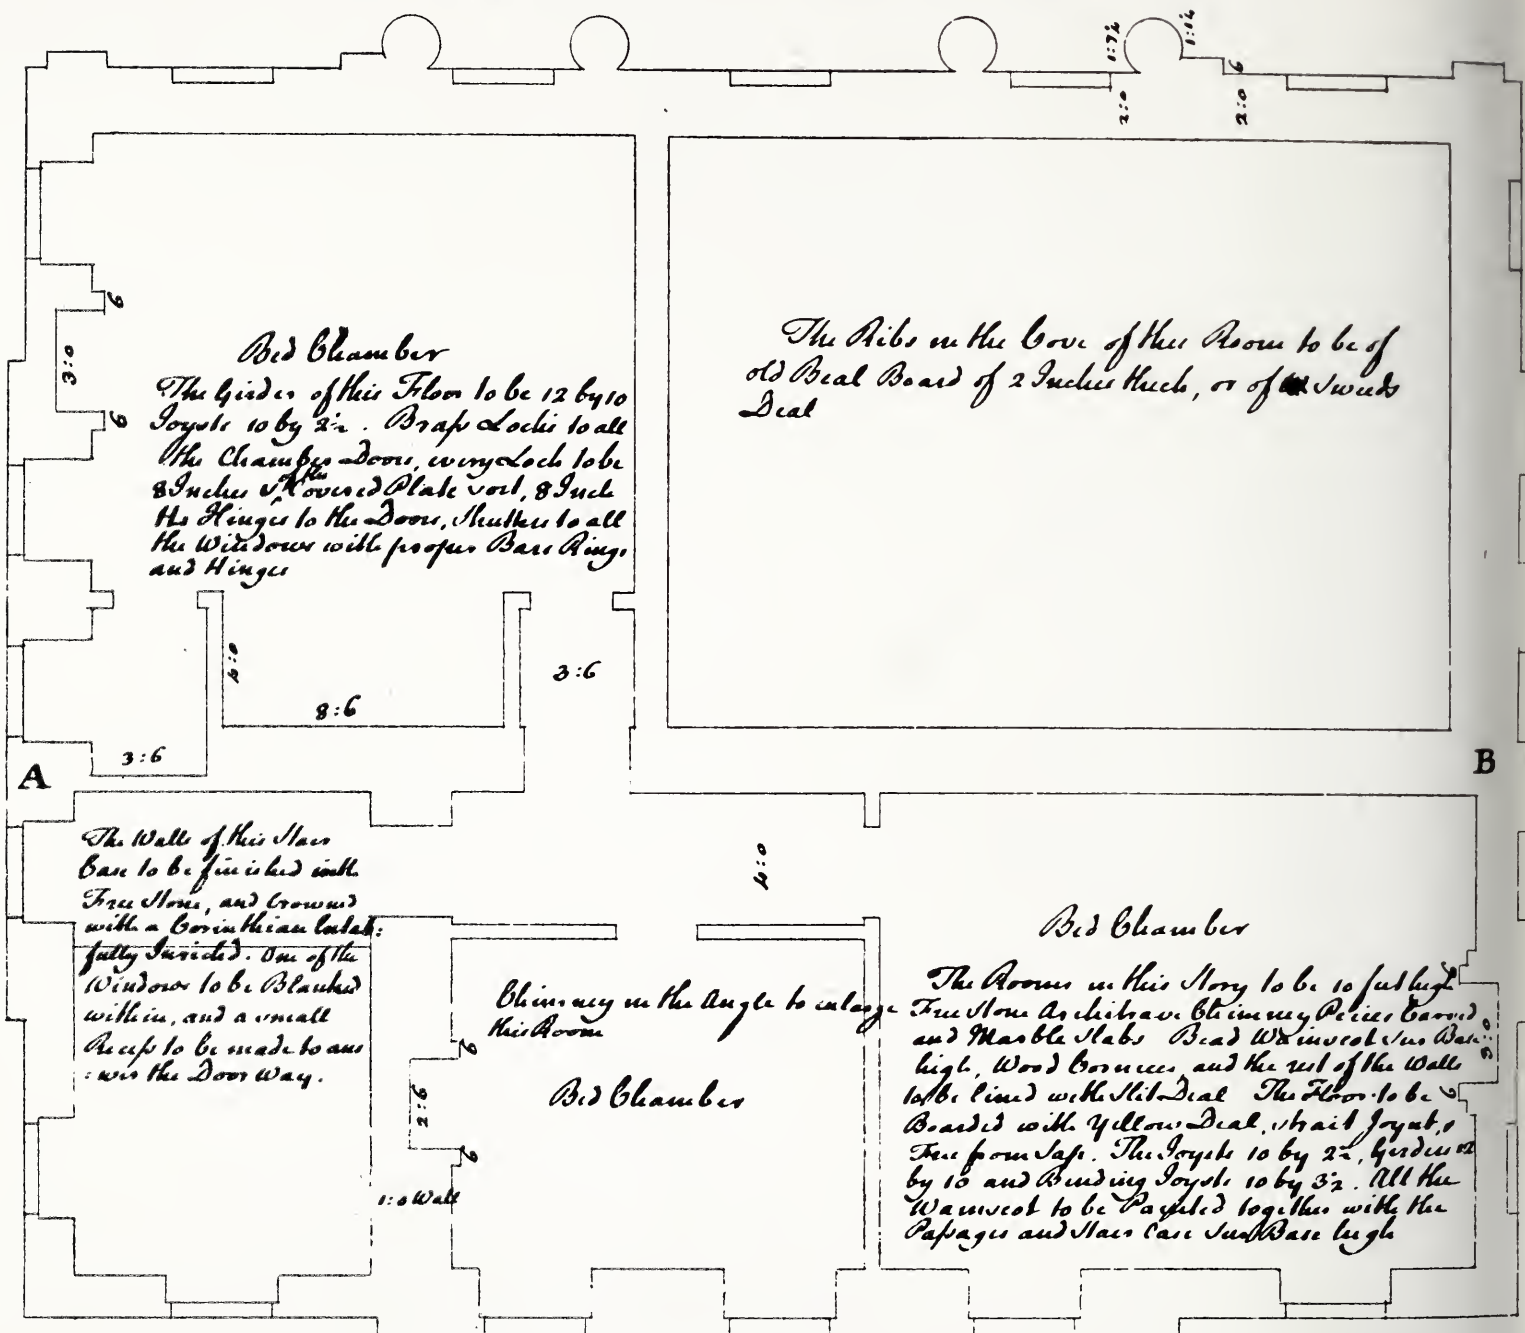 1:7½
1:1½
6
2:0
2:0
6
3:0
6
Bed Chamber
The Girder of this Floor to be 12 by 10
Joysts 10 by 2½. Brass Locks to all
the Chamber Doors, every Lock to be
8 Inches of the Covered Plate sort, 8 Inch
H Hinges to the Doors, Shutters to all
the Windows with proper Bars Rings
and Hinges
The Ribs in the Cove of this Room to be of
old Beal Board of 2 Inches thick, or of Sweeds
Deal
4:0
8:6
3:6
3:6
A
B
The Walls of this Stair
Case to be finished with
Free Stone, and Crowned
with a Corinthian Entab:
fully Inriched. One of the
Windows to be Blanked
within, and a small
Recess to be made to ans
:wer the Door Way.
4:0
Chimney in the Angle to enlarge
this Room
6
2:6
6
Bed Chamber
1:0 Wall
Bed Chamber
The Rooms in this Story to be 10 feet high
Free Stone Architrave Chimney Peices Carved
and Marble Slabs Bead Wainscot Sur Base
high, Wood Cornices, and the rest of the Walls
to be lined with Slit Deal The Floor to be
Boarded with Yellow Deal, strait Joynt, &
Free from Sap. The Joysts 10 by 2½, Girders 12
by 10 and Binding Joysts 10 by 3½. All the
Wainscot to be Paynted together with the
Passages and Stair Case Sur Base high
6
3:0
6